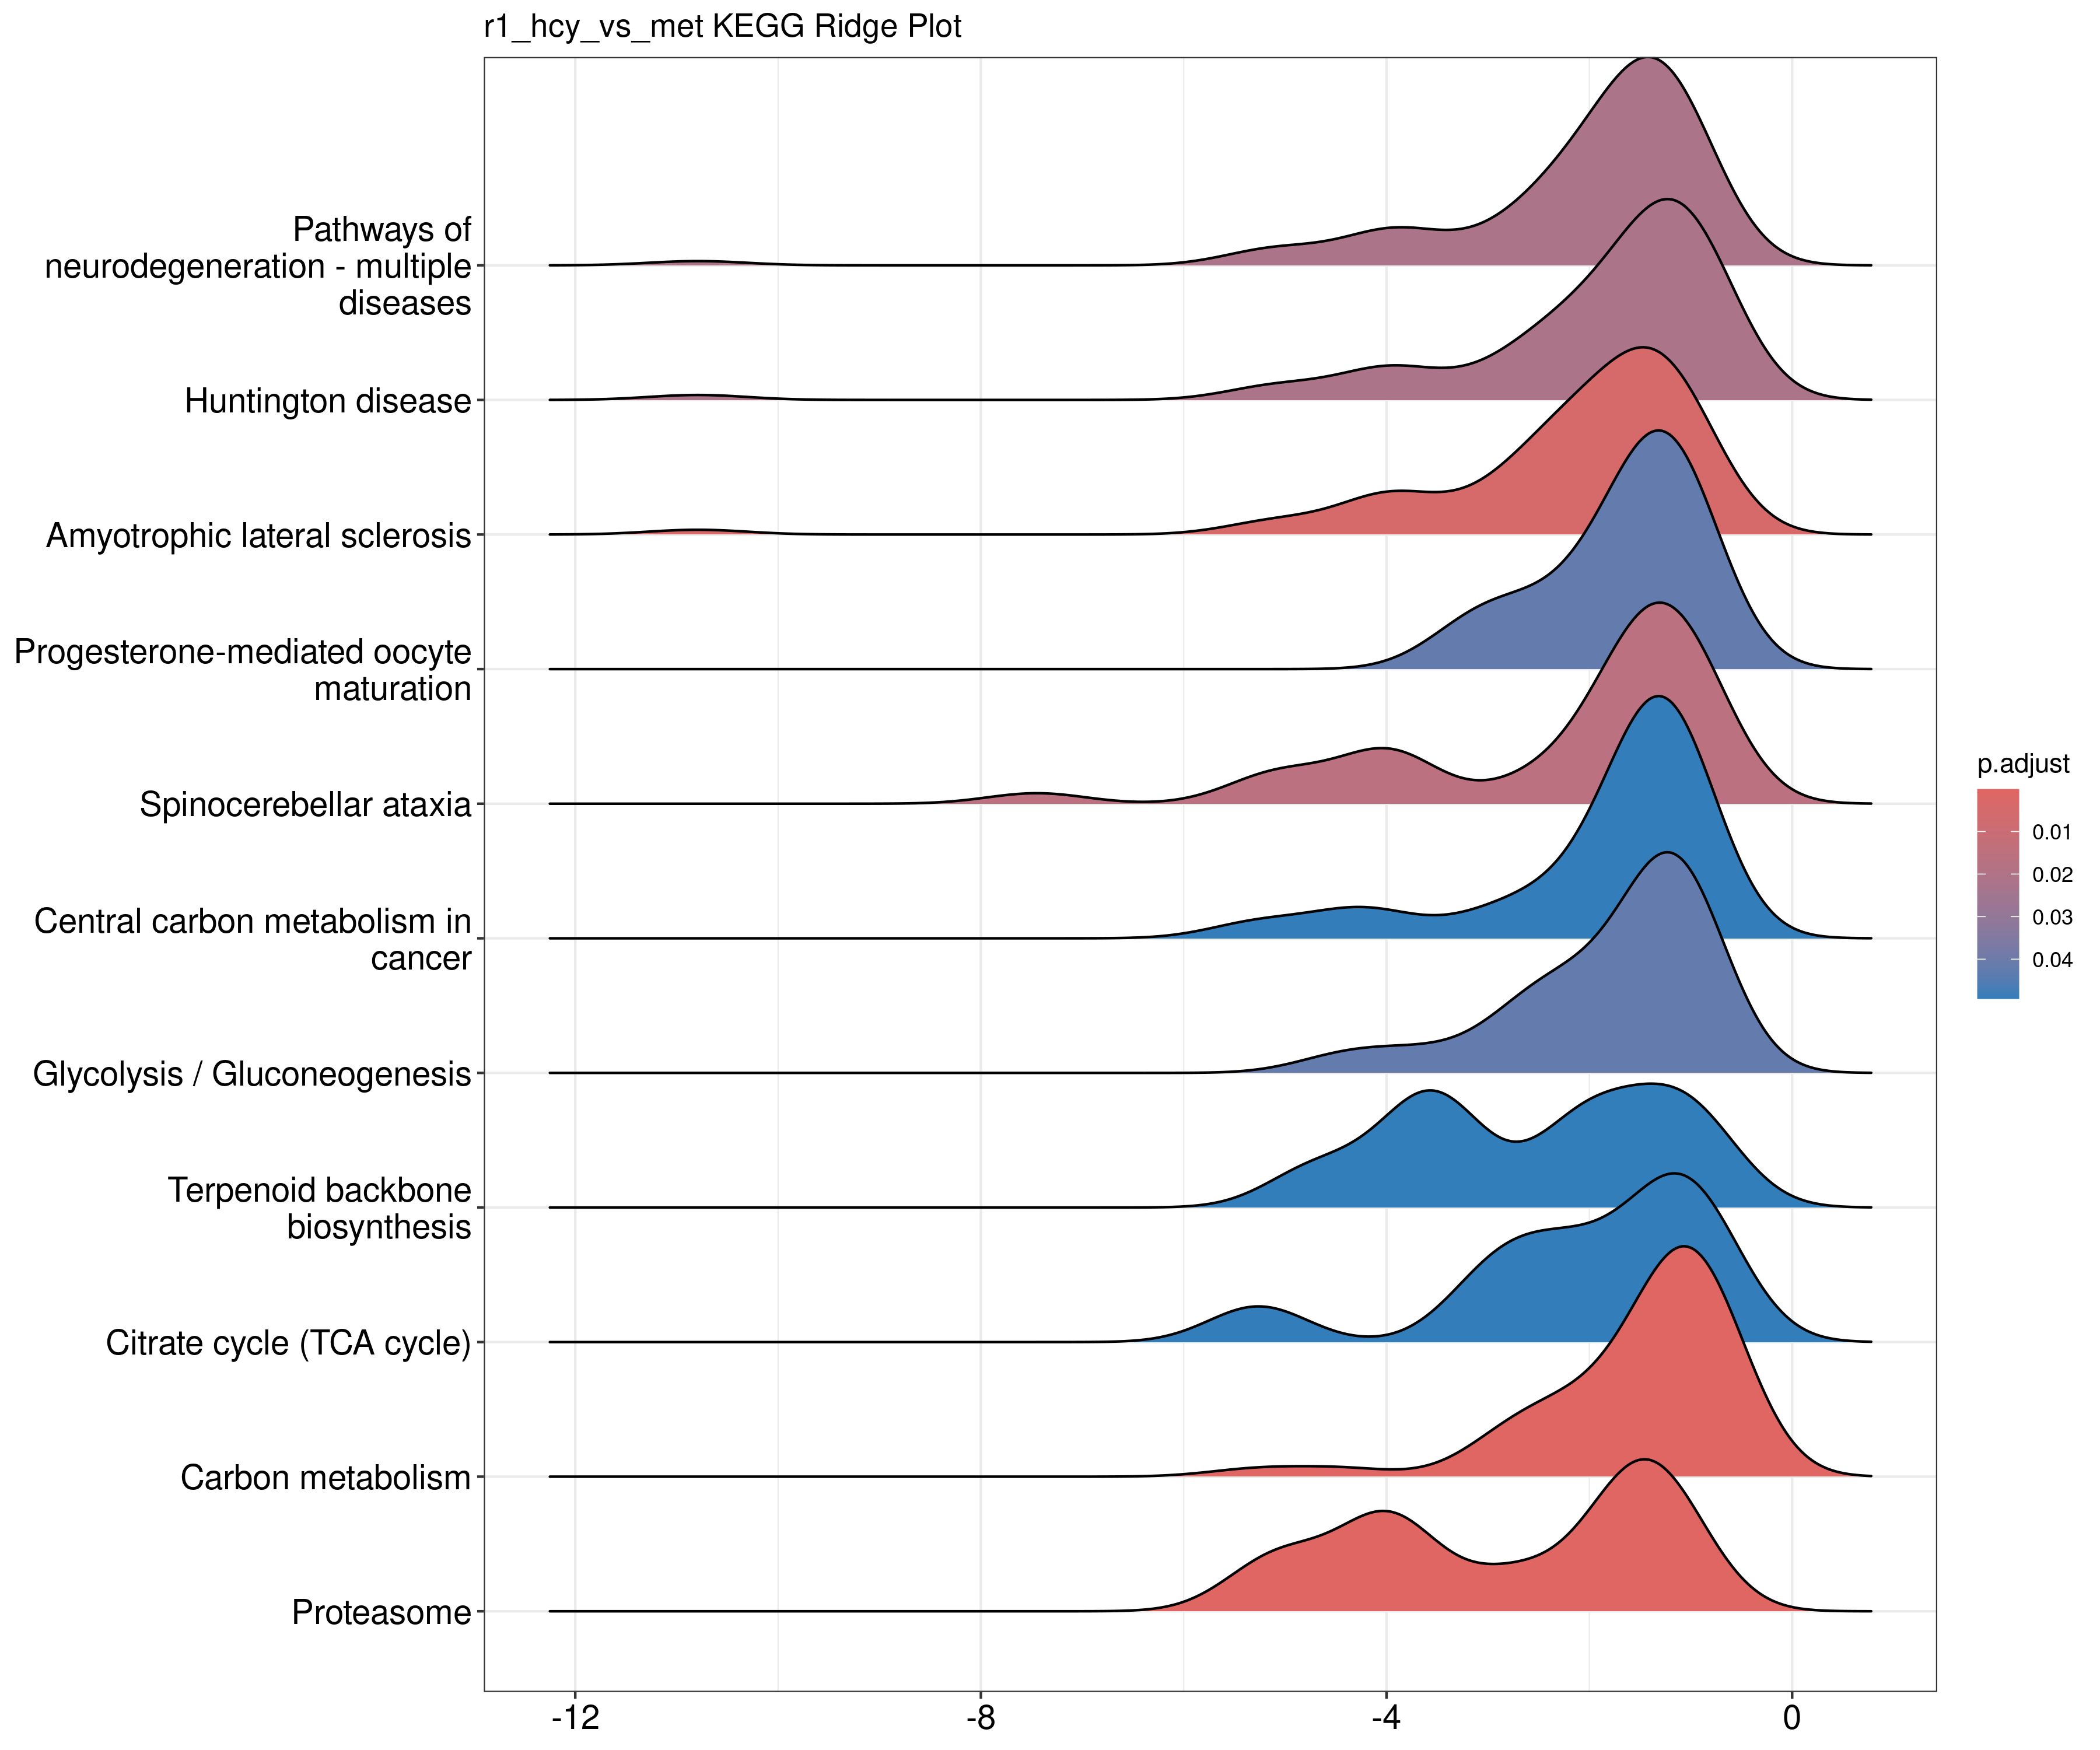 r1_hcy_vs_met KEGG Ridge Plot
Pathways of
neurodegeneration - multiple
diseases
Huntington disease
Amyotrophic lateral sclerosis
Progesterone-mediated oocyte
maturation
Spinocerebellar ataxia
Central carbon metabolism in
cancer
Glycolysis / Gluconeogenesis
Terpenoid backbone
biosynthesis
Citrate cycle (TCA cycle)
Carbon metabolism
Proteasome
-12 -8 -4 0
p.adjust
0.01
0.02
0.03
0.04